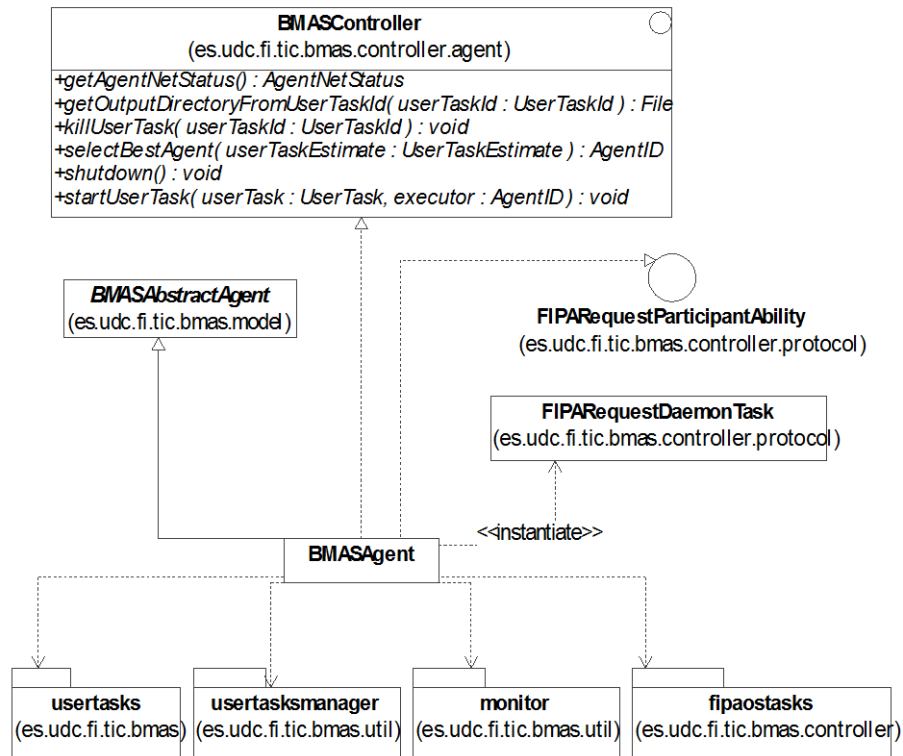 BMASController
(es.udc.fi.tic.bmas.controller.agent)
+getAgentNetStatus() : AgentNetStatus
+getOutputDirectoryFromUserTaskId( userTaskId : UserTaskId ) : File
+killUserTask( userTaskId : UserTaskId ) : void
+selectBestAgent( userTaskEstimate : UserTaskEstimate ) : AgentID
+shutdown() : void
+startUserTask( userTask : UserTask, executor : AgentID ) : void
BMASAbstractAgent
(es.udc.fi.tic.bmas.model)
FIPARequestParticipantAbility
(es.udc.fi.tic.bmas.controller.protocol)
FIPARequestDaemonTask
(es.udc.fi.tic.bmas.controller.protocol)
<<instantiate>>
BMASAgent
usertasks
(es.udc.fi.tic.bmas)
usertasksmanager
(es.udc.fi.tic.bmas.util)
monitor
(es.udc.fi.tic.bmas.util)
fipaostasks
(es.udc.fi.tic.bmas.controller)